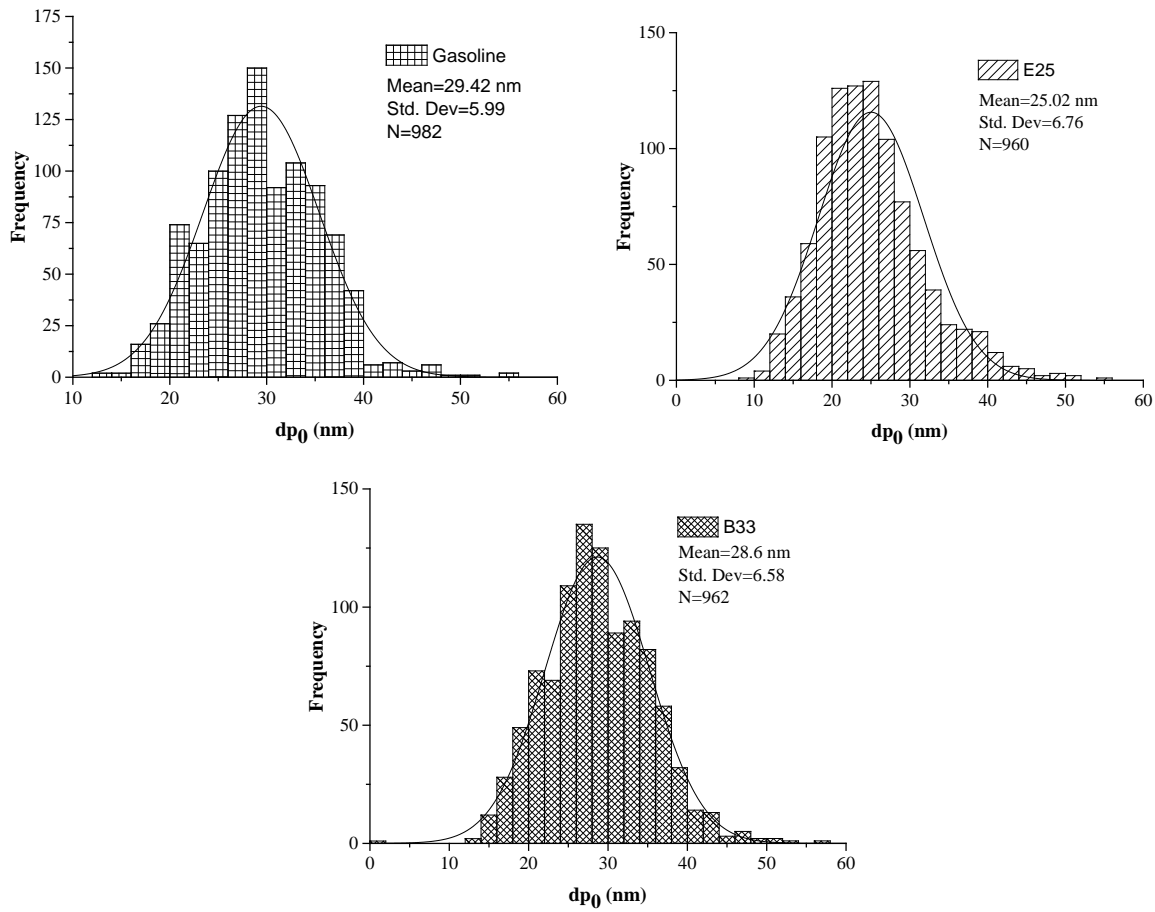 175
150
125
100
75
50
25
0
10 20 30 40 50 60
Frequency
dp0 (nm)
Gasoline
Mean=29.42 nm
Std. Dev=5.99
N=982
150
100
50
0
0 10 20 30 40 50 60
Frequency
dp0 (nm)
E25
Mean=25.02 nm
Std. Dev=6.76
N=960
150
100
50
0
0 10 20 30 40 50 60
Frequency
dp0 (nm)
B33
Mean=28.6 nm
Std. Dev=6.58
N=962